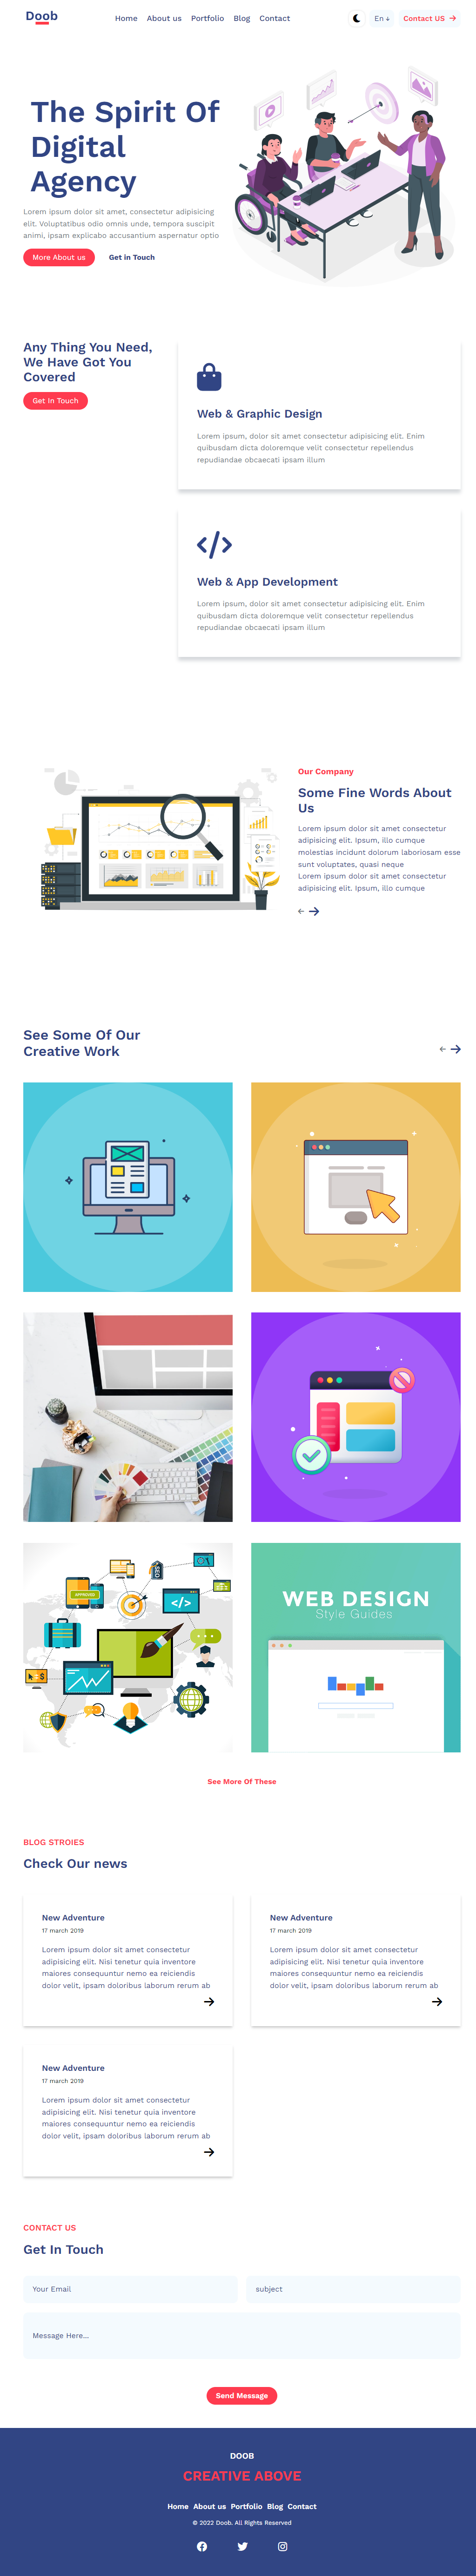 Doob
Home About us Portfolio Blog Contact
En
Contact US
The Spirit Of
Digital
Agency
Lorem ipsum dolor sit amet, consectetur adipisicing
elit. Voluptatibus odio omnis unde, tempora suscipit
animi, ipsam explicabo accusantium aspernatur optio
More About us
Get in Touch
Any Thing You Need,
We Have Got You
Covered
Get In Touch
Web & Graphic Design
Lorem ipsum, dolor sit amet consectetur adipisicing elit. Enim
quibusdam dicta doloremque velit consectetur repellendus
repudiandae obcaecati ipsam illum
Web & App Development
Lorem ipsum, dolor sit amet consectetur adipisicing elit. Enim
quibusdam dicta doloremque velit consectetur repellendus
repudiandae obcaecati ipsam illum
Our Company
Some Fine Words About
Us
Lorem ipsum dolor sit amet consectetur
adipisicing elit. Ipsum, illo cumque
molestias incidunt dolorum laboriosam esse
sunt voluptates, quasi neque
Lorem ipsum dolor sit amet consectetur
adipisicing elit. Ipsum, illo cumque
See Some Of Our
Creative Work
APPROVED
</>
$
WEB DESIGN
Style Guides
See More Of These
BLOG STROIES
Check Our news
New Adventure
17 march 2019
Lorem ipsum dolor sit amet consectetur
adipisicing elit. Nisi tenetur quia inventore
maiores consequuntur nemo ea reiciendis
dolor velit, ipsam doloribus laborum rerum ab
New Adventure
17 march 2019
Lorem ipsum dolor sit amet consectetur
adipisicing elit. Nisi tenetur quia inventore
maiores consequuntur nemo ea reiciendis
dolor velit, ipsam doloribus laborum rerum ab
New Adventure
17 march 2019
Lorem ipsum dolor sit amet consectetur
adipisicing elit. Nisi tenetur quia inventore
maiores consequuntur nemo ea reiciendis
dolor velit, ipsam doloribus laborum rerum ab
CONTACT US
Get In Touch
Your Email
subject
Message Here...
Send Message
DOOB
CREATIVE ABOVE
Home About us Portfolio Blog Contact
© 2022 Doob. All Rights Reserved